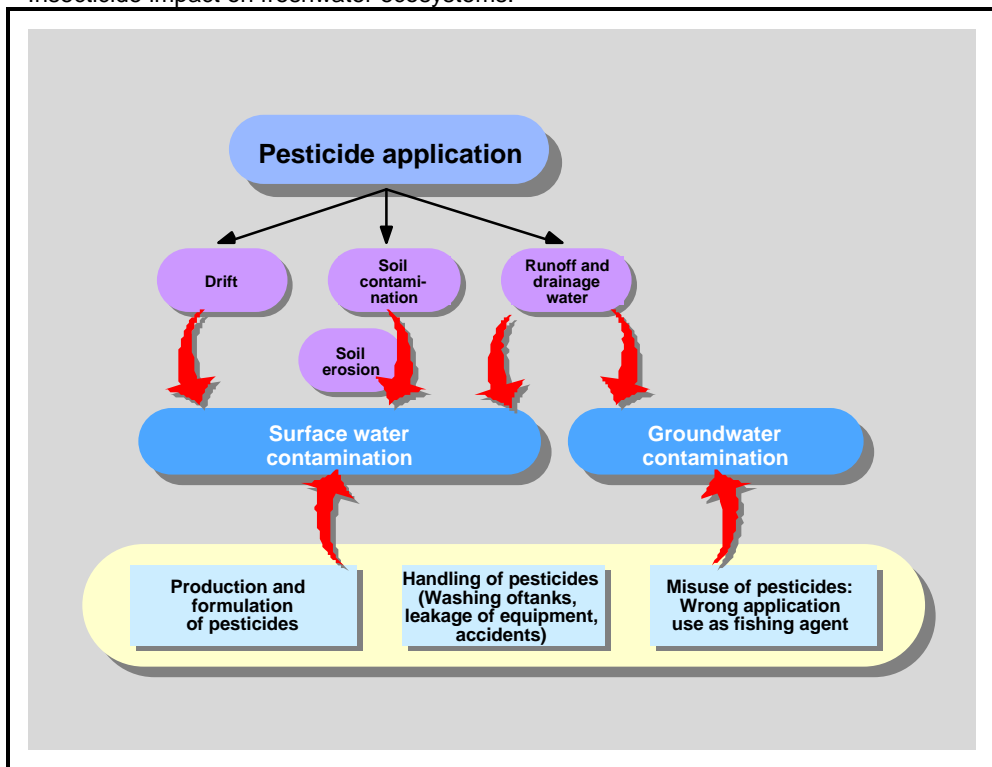 Insecticide impact on freshwater ecosystems.
Pesticide application
Drift
Soil
contami-
nation
Runoff and
drainage
water
Soil
erosion
Surface water
contamination
Groundwater
contamination
Production and
formulation
of pesticides
Handling of pesticides
(Washing oftanks,
leakage of equipment,
accidents)
Misuse of pesticides:
Wrong application
use as fishing agent